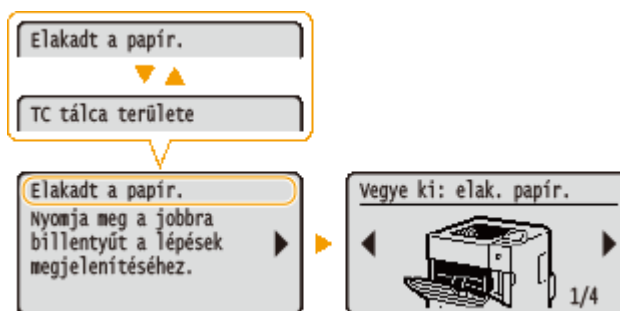 Elakadt a papír.
TC tálca területe
Elakadt a papír.
Nyomja meg a jobbra
billentyűt a lépések
megjelenítéséhez.
Vegye ki: elak. papír.
1/4